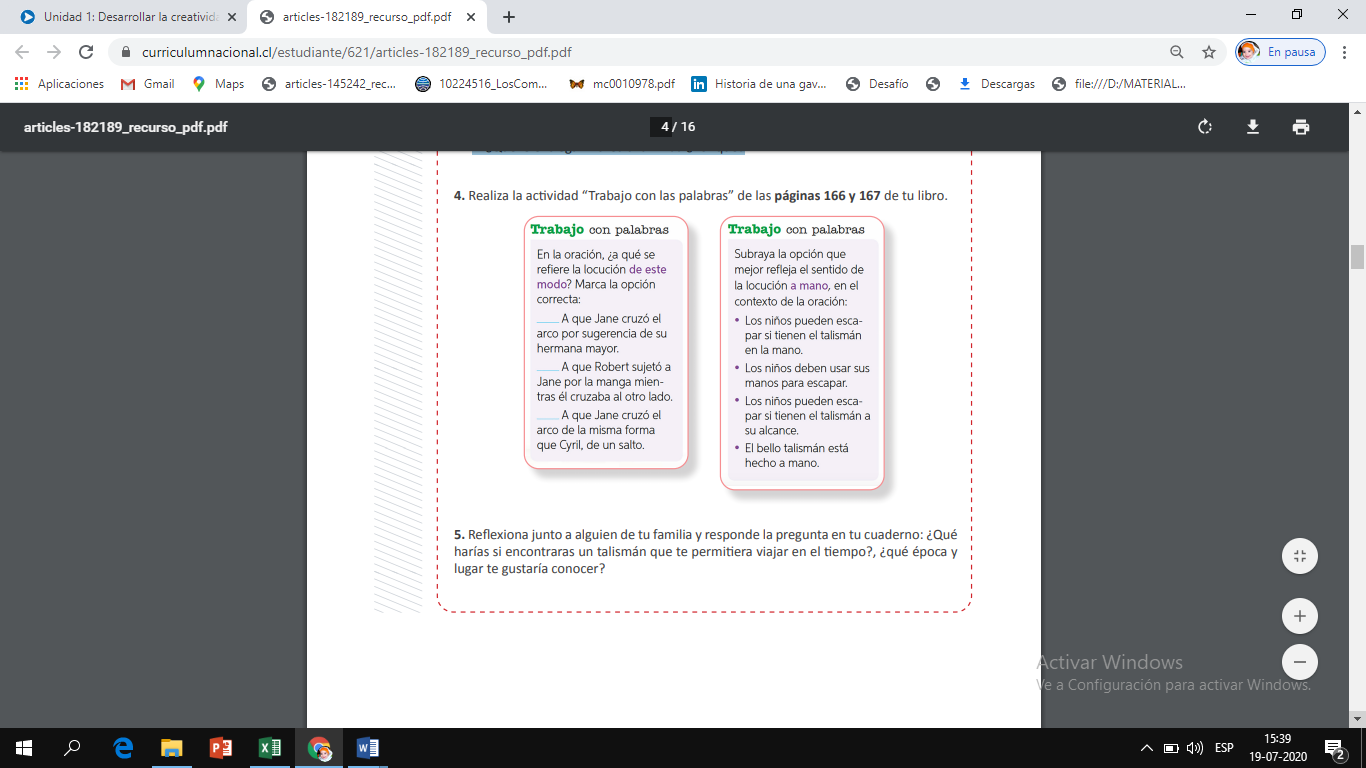 Unidad 1: Desarrollar la creativida
articles-182189_recurso_pdf.pdf
curriculumnacional.cl/estudiante/621/articles-182189_recurso_pdf.pdf
En pausa
Aplicaciones
Gmail
Maps
articles-145242_rec...
10224516_LosCom...
mc0010978.pdf
Historia de una gav...
Desafío
Descargas
file:///D:/MATERIAL...
articles-182189_recurso_pdf.pdf
4 / 16
4. Realiza la actividad “Trabajo con las palabras” de las páginas 166 y 167 de tu libro.
Trabajo con palabras
En la oración, ¿a qué se
refiere la locución de este
modo? Marca la opción
correcta:
____ A que Jane cruzó el
arco por sugerencia de su
hermana mayor.
____ A que Robert sujetó a
Jane por la manga mien-
tras él cruzaba al otro lado.
____ A que Jane cruzó el
arco de la misma forma
que Cyril, de un salto.
Trabajo con palabras
Subraya la opción que
mejor refleja el sentido de
la locución a mano, en el
contexto de la oración:
• Los niños pueden esca-
par si tienen el talismán
en la mano.
• Los niños deben usar sus
manos para escapar.
• Los niños pueden esca-
par si tienen el talismán a
su alcance.
• El bello talismán está
hecho a mano.
5. Reflexiona junto a alguien de tu familia y responde la pregunta en tu cuaderno: ¿Qué
harías si encontraras un talismán que te permitiera viajar en el tiempo?, ¿qué época y
lugar te gustaría conocer?
Activar Windows
Ve a Configuración para activar Windows.
ESP
15:39
19-07-2020
2